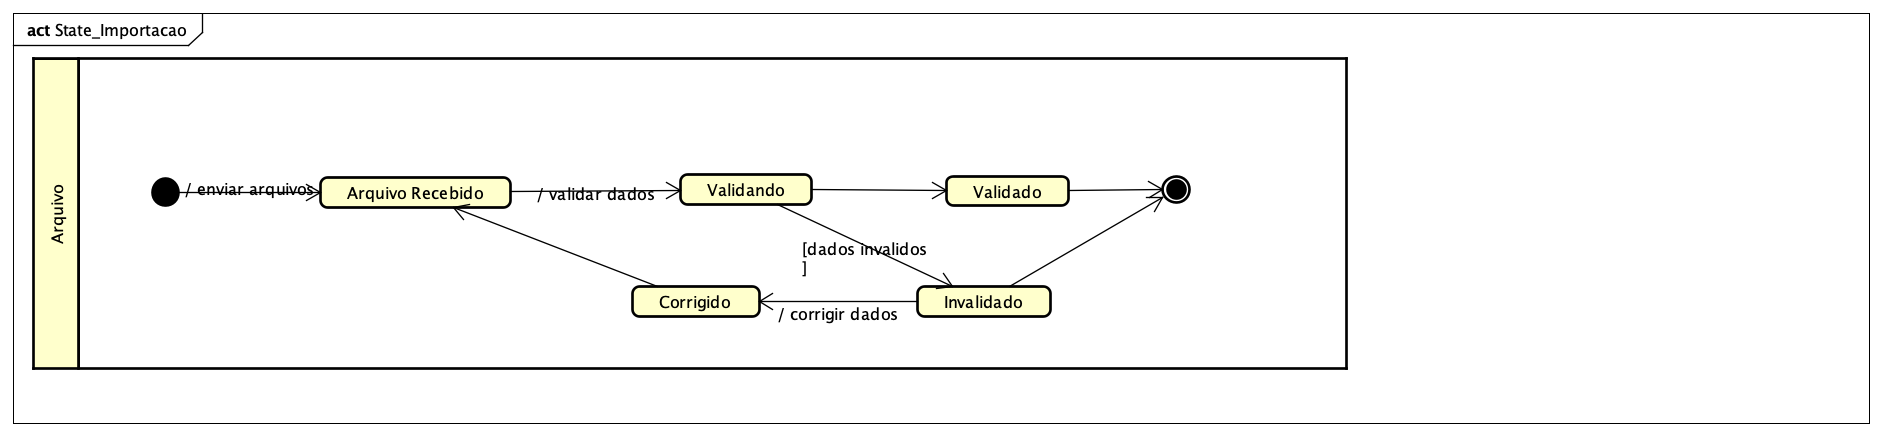 act State_Importacao
Arquivo
/ enviar arquivos
Arquivo Recebido
/ validar dados
Validando
Validado
[dados invalidos
]
Corrigido
/ corrigir dados
Invalidado